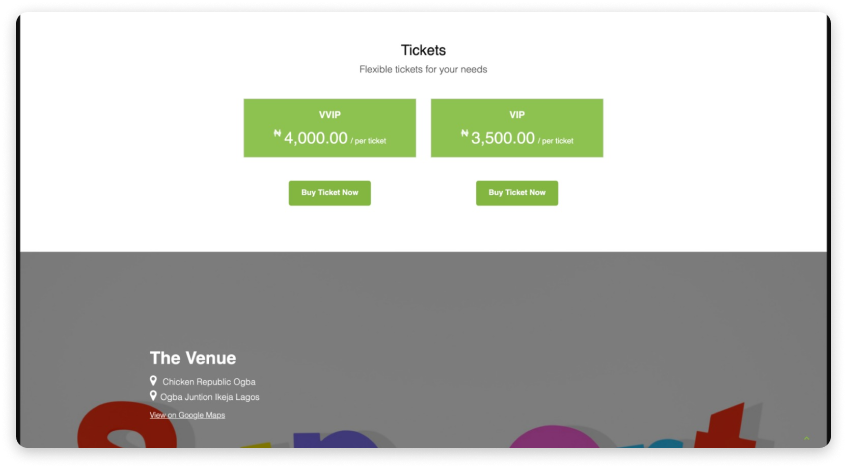 Tickets
Flexible tickets for your needs
VVIP
₦ 4,000.00 / per ticket
VIP
₦ 3,500.00 / per ticket
Buy Ticket Now
Buy Ticket Now
The Venue
Chicken Republic Ogba
Ogba Juntion Ikeja Lagos
View on Google Maps